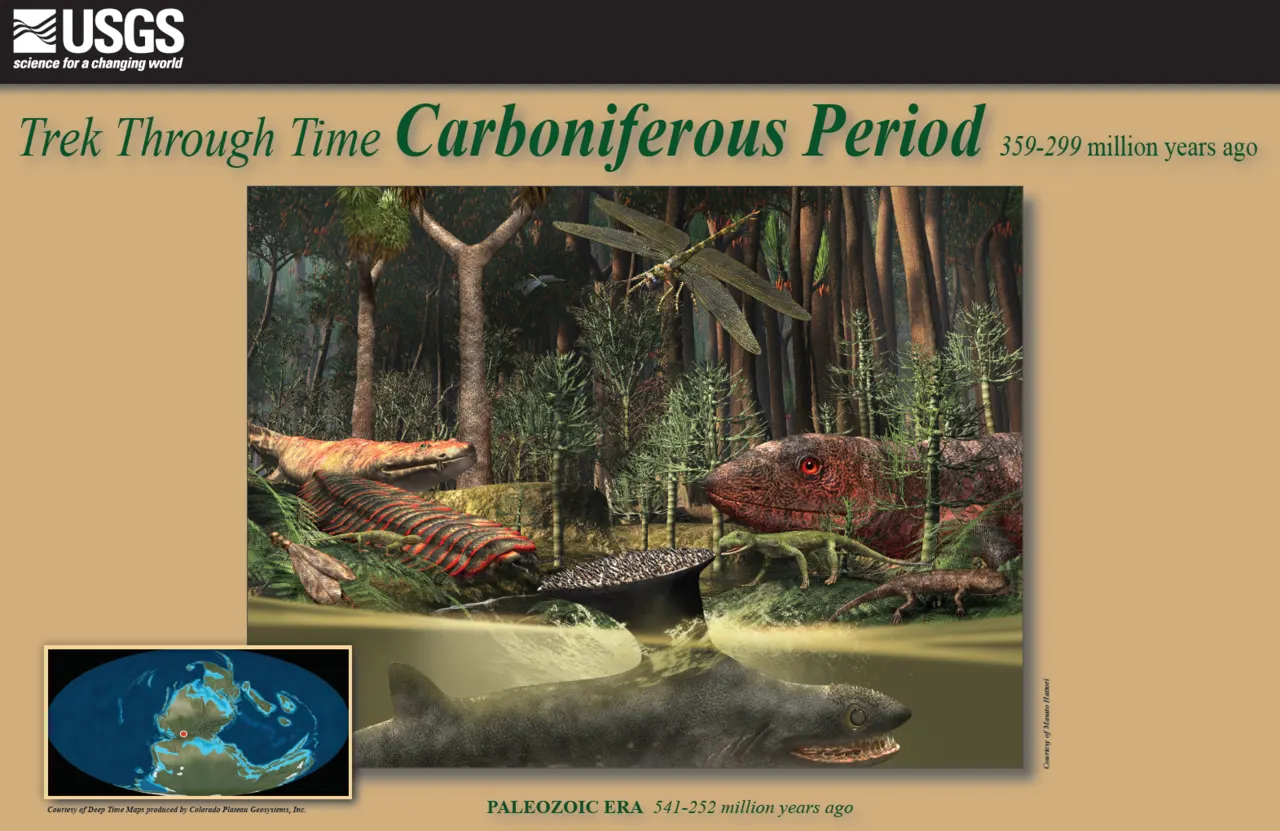 USGS
science for a changing world
Trek Through Time Carboniferous Period 359-299 million years ago
Courtesy of Masato Hattori
Courtesy of Deep Time Maps produced by Colorado Plateau Geosystems, Inc.
PALEOZOIC ERA 541-252 million years ago